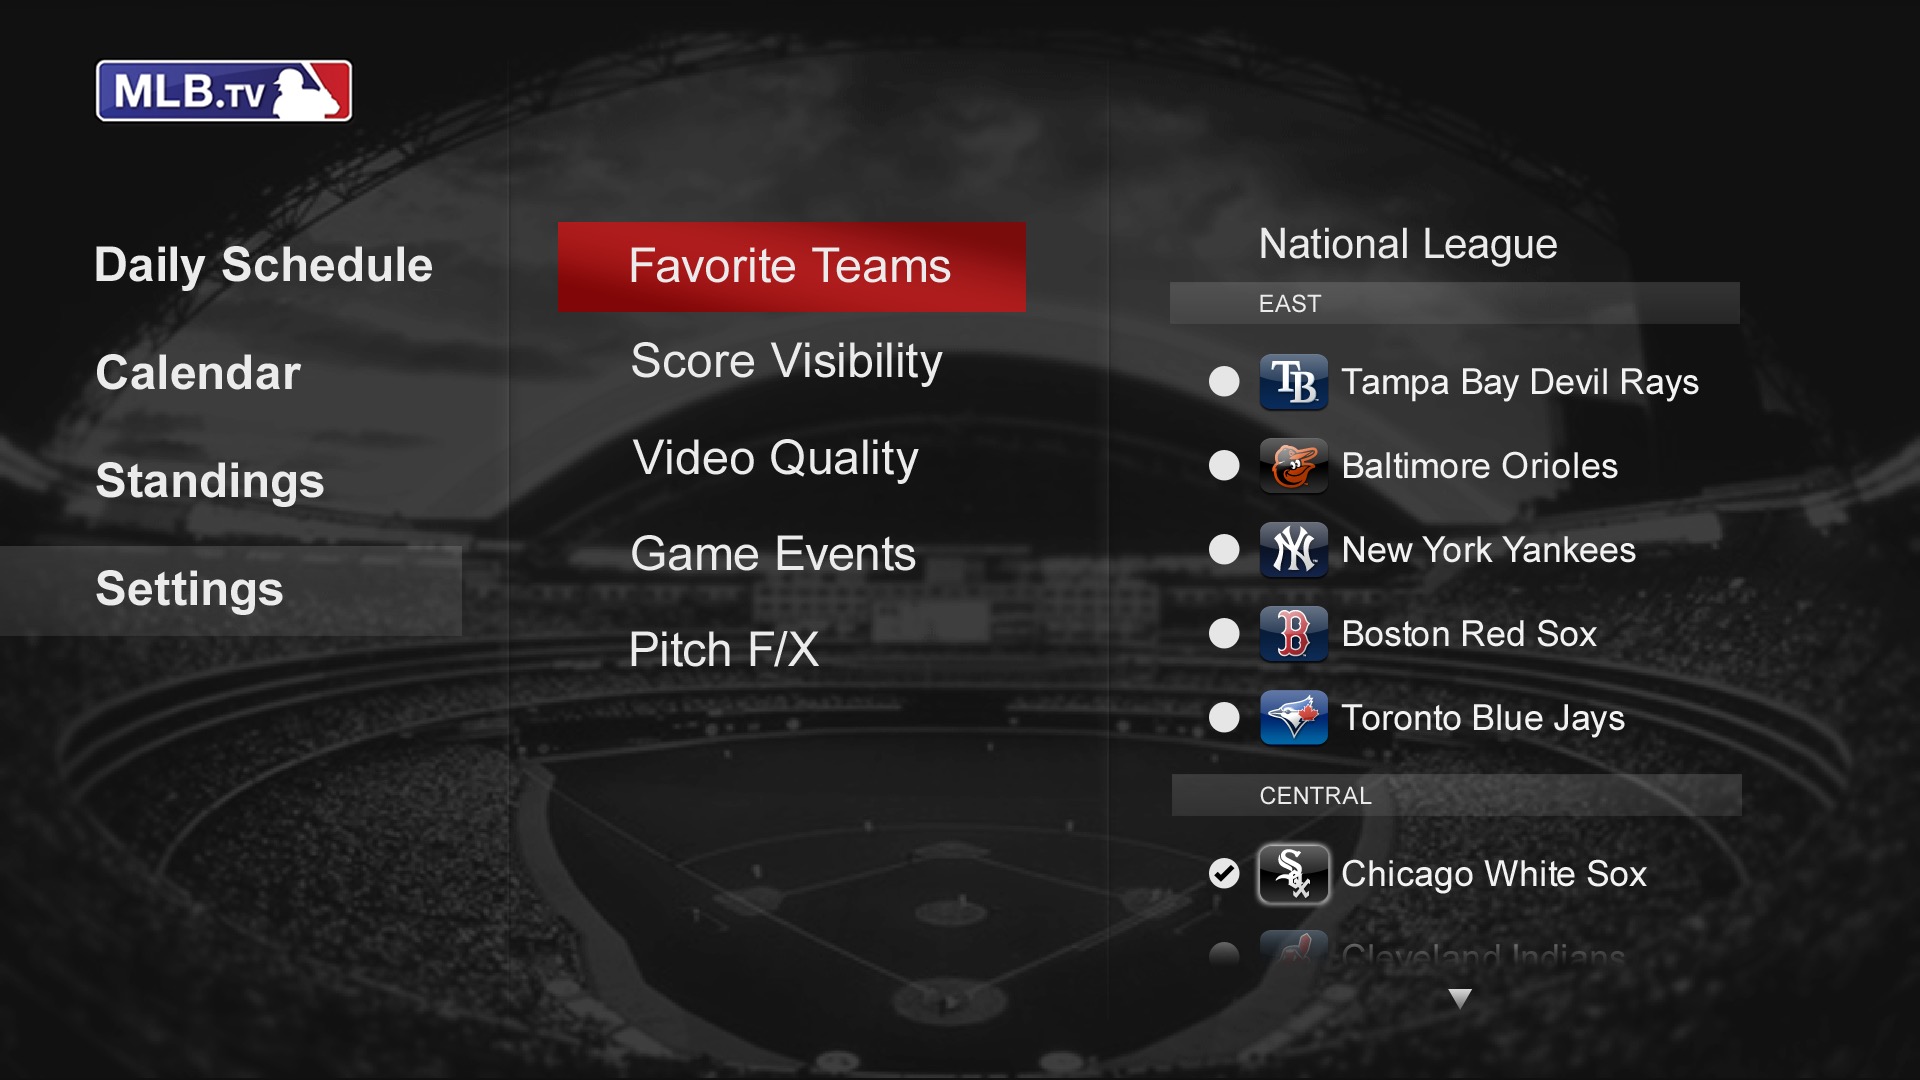 MLB.TV
Daily Schedule
Calendar
Standings
Settings
Favorite Teams
Score Visibility
Video Quality
Game Events
Pitch F/X
National League
EAST
TB Tampa Bay Devil Rays
Baltimore Orioles
NY New York Yankees
B Boston Red Sox
Toronto Blue Jays
CENTRAL
Sox Chicago White Sox
Cleveland Indians